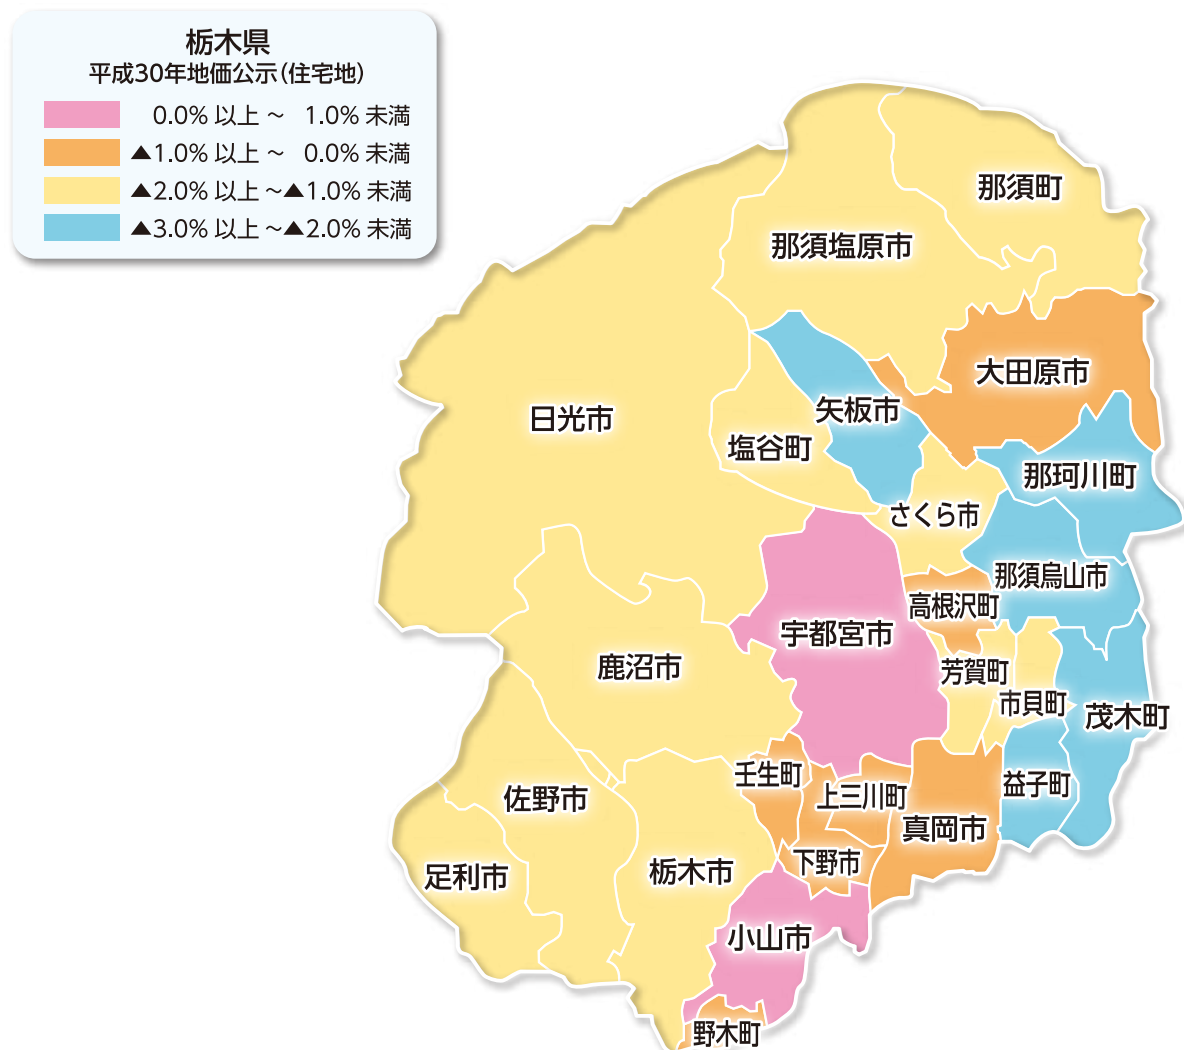 栃木県
平成30年地価公示(住宅地)
0.0% 以上 ~ 1.0% 未満
▲1.0% 以上 ~ 0.0% 未満
▲2.0% 以上 ~▲1.0% 未満
▲3.0% 以上 ~▲2.0% 未満
那須町
那須塩原市
大田原市
矢板市
日光市
塩谷町
那珂川町
さくら市
那須烏山市
高根沢町
宇都宮市
鹿沼市
芳賀町
市貝町
茂木町
壬生町
上三川町
益子町
佐野市
真岡市
下野市
栃木市
足利市
小山市
野木町